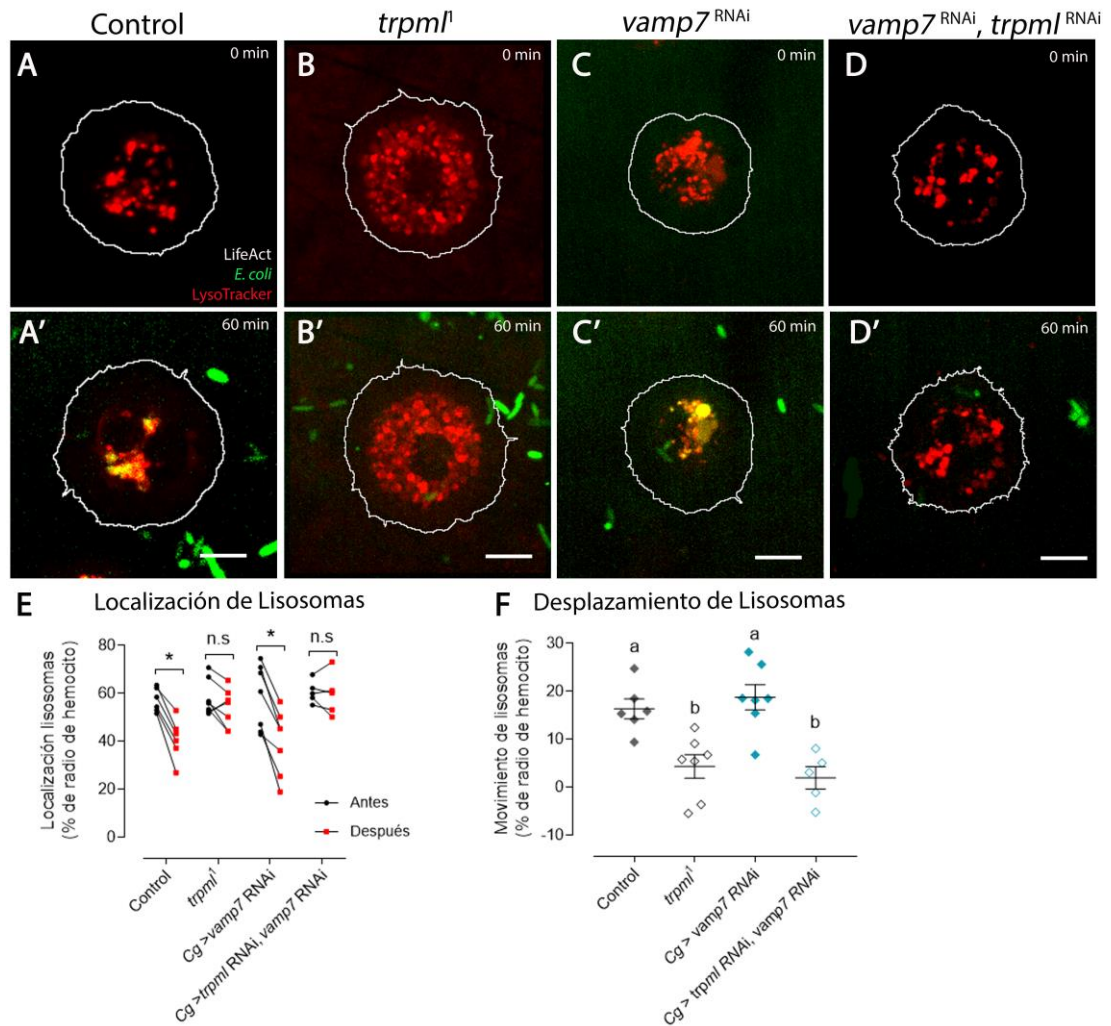 Control
trpml¹
vamp7 RNAi
vamp7 RNAi, trpml RNAi
A
0 min
B
0 min
C
0 min
D
0 min
LifeAct
E. coli
LysoTracker
A'
60 min
B'
60 min
C'
60 min
D'
60 min
E
Localización de Lisosomas
Localización lisosomas
(% de radio de hemocito)
80
60
40
20
0
*
n.s
*
n.s
Antes
Después
Control
trpml¹
Cg >vamp7 RNAi
Cg >trpml RNAi, vamp7 RNAi
F
Desplazamiento de Lisosomas
Movimiento de lisosomas
(% de radio de hemocito)
30
20
10
0
-10
a
b
a
b
Control
trpml¹
Cg > vamp7 RNAi
Cg > trpml RNAi, vamp7 RNAi